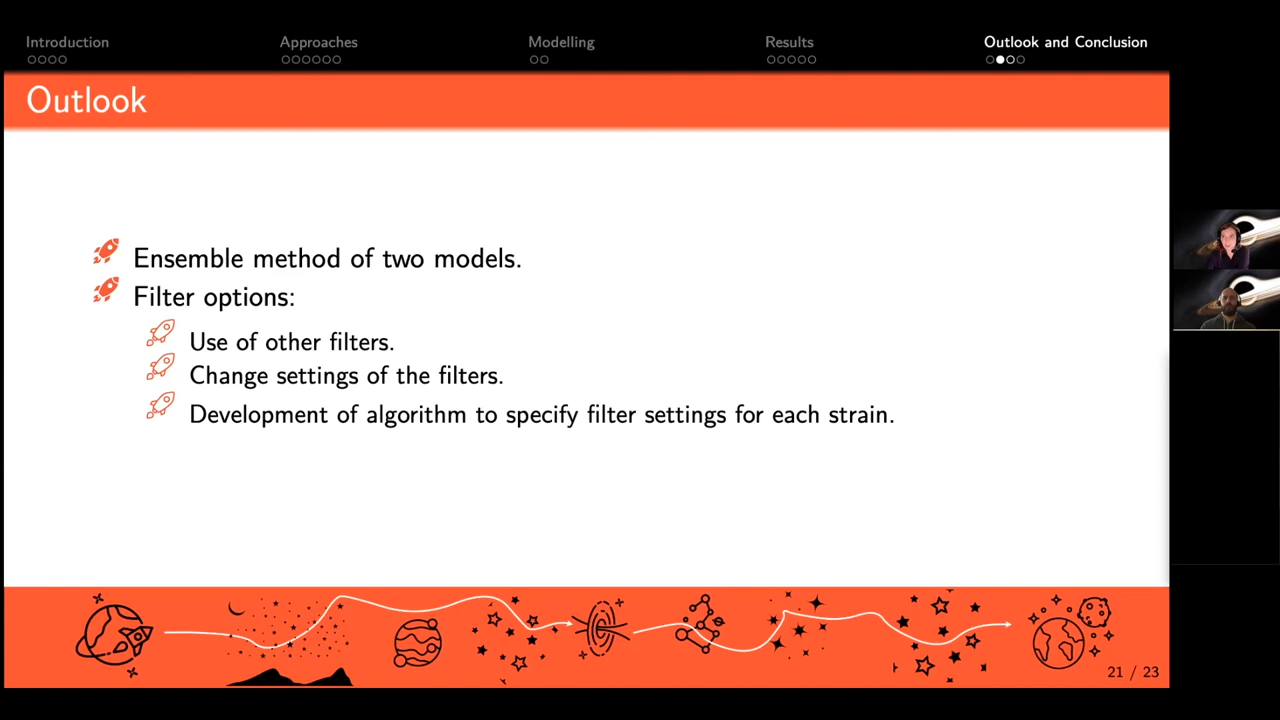 Introduction
Approaches
Modelling
Results
Outlook and Conclusion
Outlook
Ensemble method of two models.
Filter options:
Use of other filters.
Change settings of the filters.
Development of algorithm to specify filter settings for each strain.
21 / 23